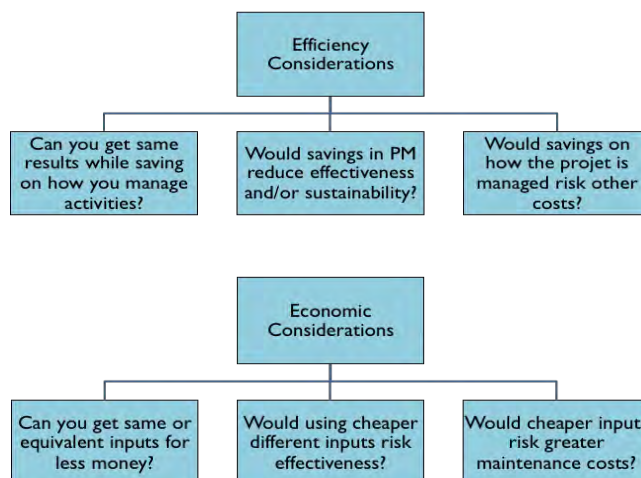 Efficiency
Considerations
Can you get same
results while saving
on how you manage
activities?
Would savings in PM
reduce effectiveness
and/or sustainability?
Would savings on
how the projet is
managed risk other
costs?
Economic
Considerations
Can you get same or
equivalent inputs for
less money?
Would using cheaper
different inputs risk
effectiveness?
Would cheaper input
risk greater
maintenance costs?